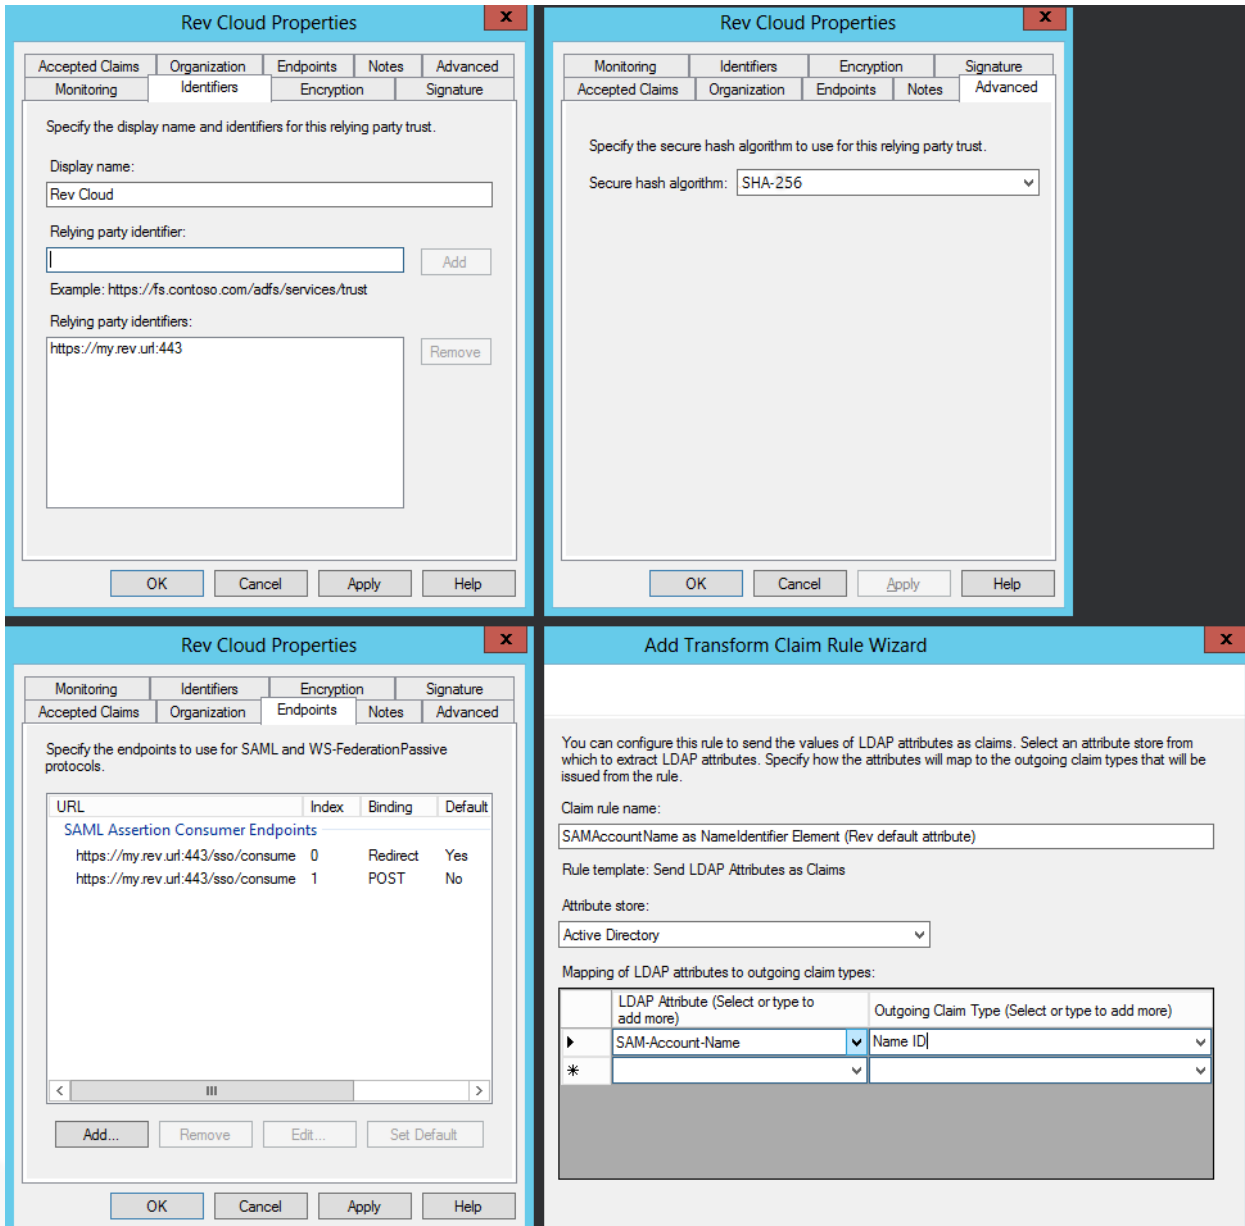 Rev Cloud Properties
x
Accepted Claims Organization Endpoints Notes Advanced
Monitoring Identifiers Encryption Signature
Specify the display name and identifiers for this relying party trust.
Display name:
Rev Cloud
Relying party identifier:
Add
Example: https://fs.contoso.com/adfs/services/trust
Relying party identifiers:
https://my.rev.url:443
Remove
OK Cancel Apply Help
Rev Cloud Properties
x
Monitoring Identifiers Encryption Signature
Accepted Claims Organization Endpoints Notes Advanced
Specify the secure hash algorithm to use for this relying party trust.
Secure hash algorithm: SHA-256
OK Cancel Apply Help
Rev Cloud Properties
x
Monitoring Identifiers Encryption Signature
Accepted Claims Organization Endpoints Notes Advanced
Specify the endpoints to use for SAML and WS-FederationPassive
protocols.
URL Index Binding Default
SAML Assertion Consumer Endpoints
https://my.rev.url:443/sso/consume 0 Redirect Yes
https://my.rev.url:443/sso/consume 1 POST No
Add... Remove Edit... Set Default
OK Cancel Apply Help
Add Transform Claim Rule Wizard
x
You can configure this rule to send the values of LDAP attributes as claims. Select an attribute store from
which to extract LDAP attributes. Specify how the attributes will map to the outgoing claim types that will be
issued from the rule.
Claim rule name:
SAMAccountName as NameIdentifier Element (Rev default attribute)
Rule template: Send LDAP Attributes as Claims
Attribute store:
Active Directory
Mapping of LDAP attributes to outgoing claim types:
LDAP Attribute (Select or type to
add more)
Outgoing Claim Type (Select or type to add more)
SAM-Account-Name Name ID